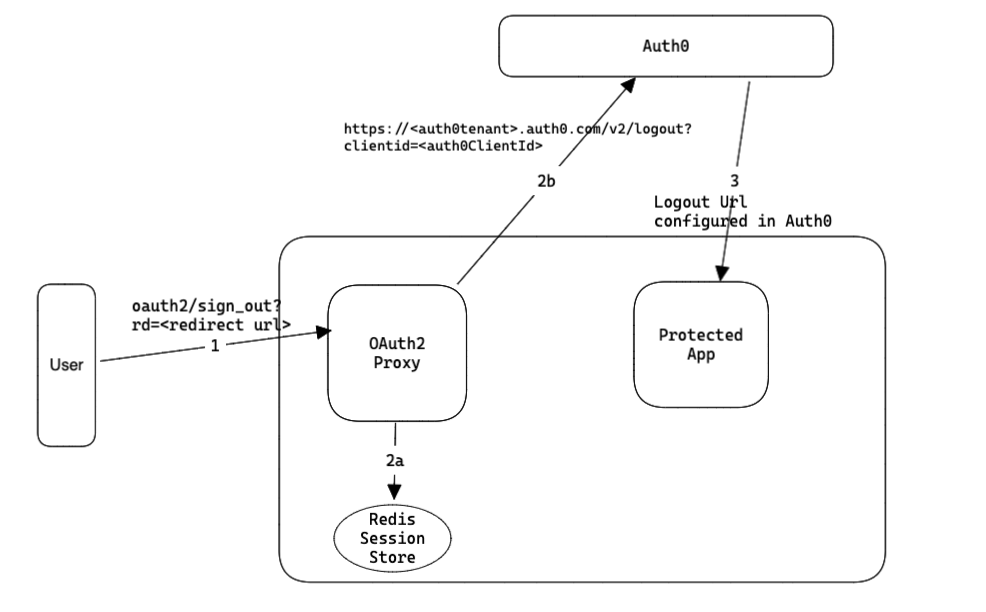 Auth0
https://<auth0tenant>.auth0.com/v2/logout?
clientid=<auth0ClientId>
2b
3
Logout Url
configured in Auth0
oauth2/sign_out?
rd=<redirect url>
1
User
OAuth2
Proxy
Protected
App
2a
Redis
Session
Store